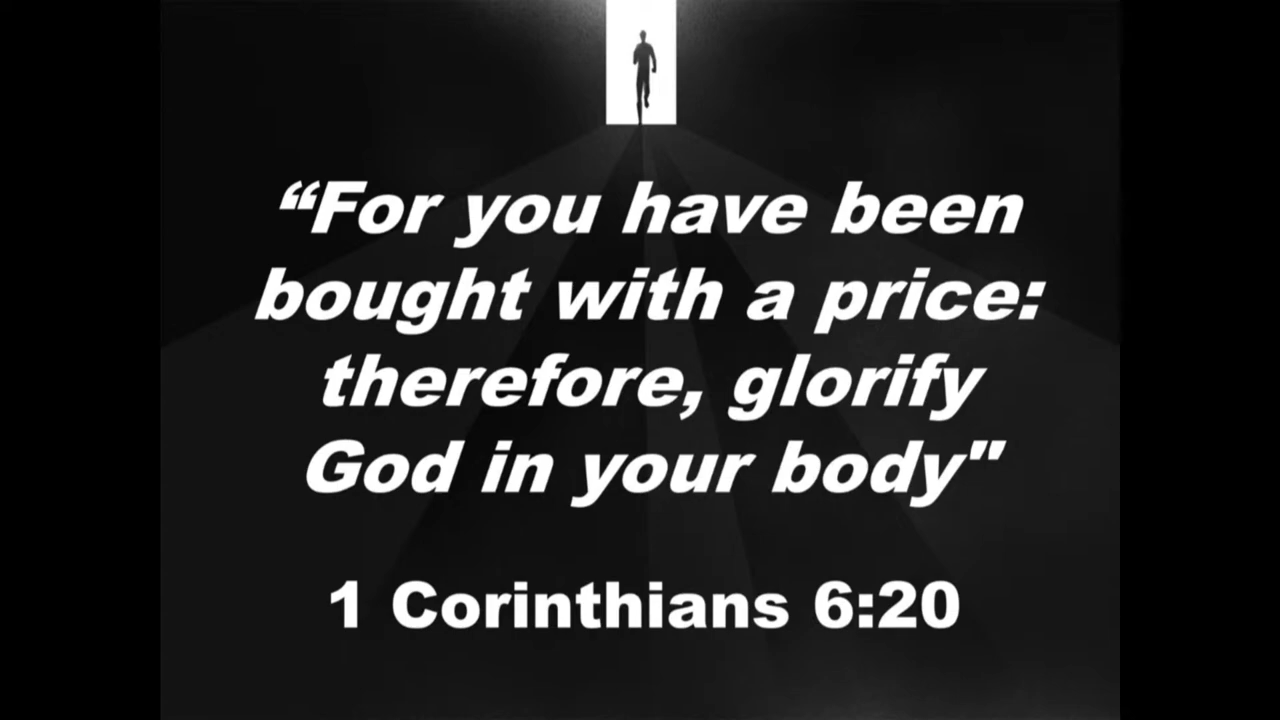 “For you have been
bought with a price:
therefore, glorify
God in your body"
1 Corinthians 6:20